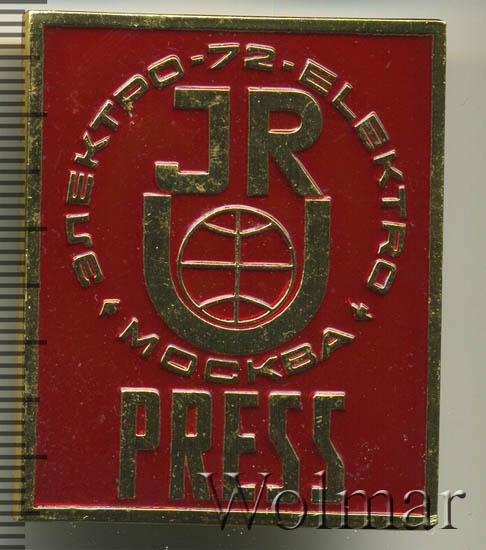 ЭЛЕКТРО-72-ELEKTRO
JR
U
МОСКВА
PRESS
Wolmar